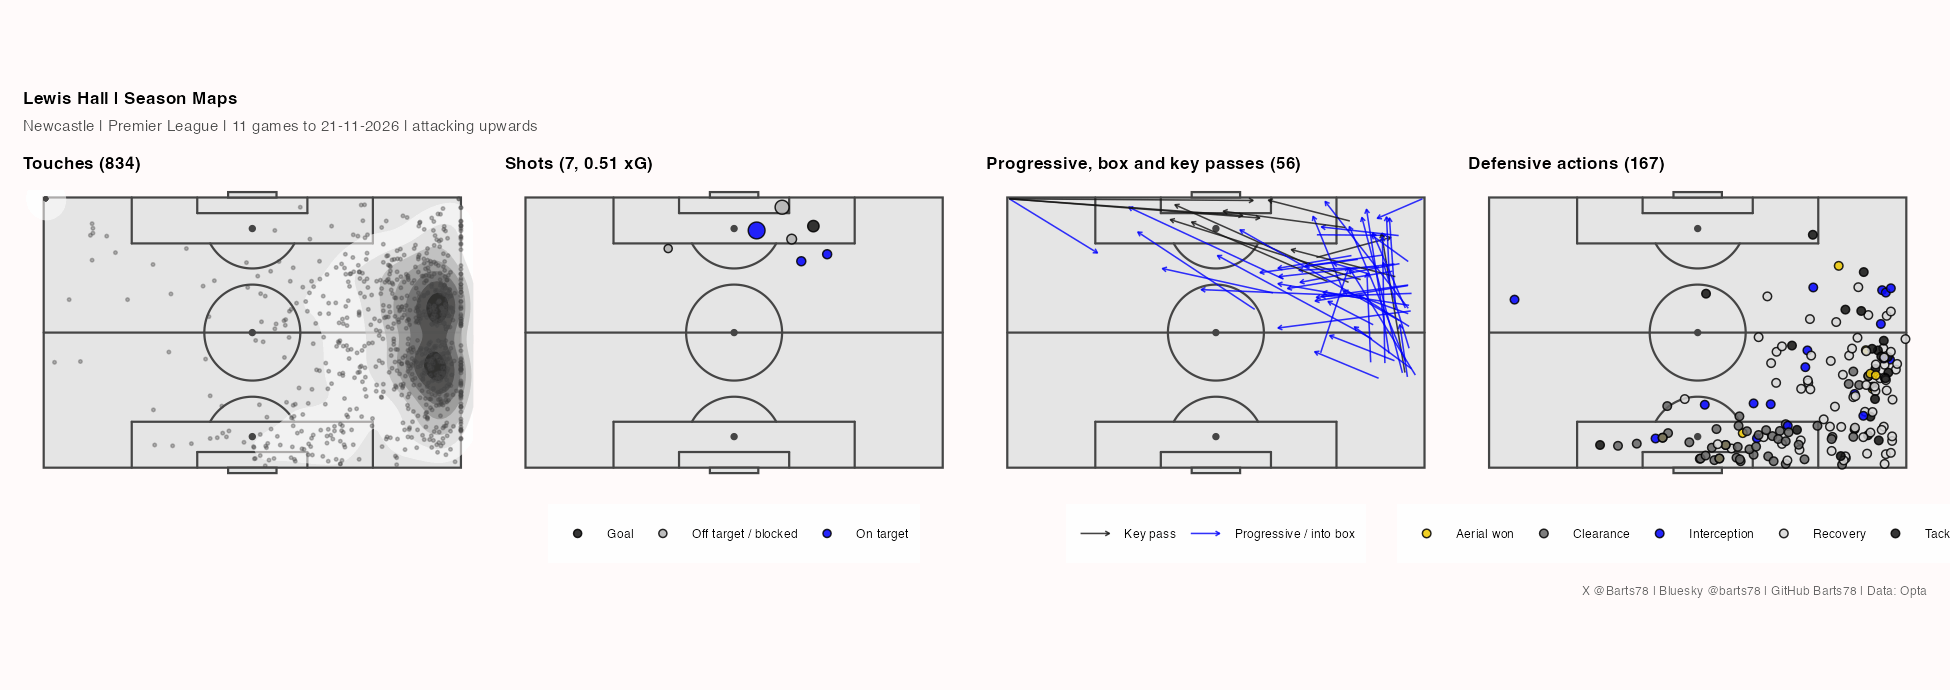 Lewis Hall | Season Maps
Newcastle | Premier League | 11 games to 21-11-2026 | attacking upwards
Touches (834)
Shots (7, 0.51 xG)
Progressive, box and key passes (56)
Defensive actions (167)
Goal
Off target / blocked
On target
Key pass
Progressive / into box
Aerial won
Clearance
Interception
Recovery
Tack
X @Barts78 | Bluesky @barts78 | GitHub Barts78 | Data: Opta